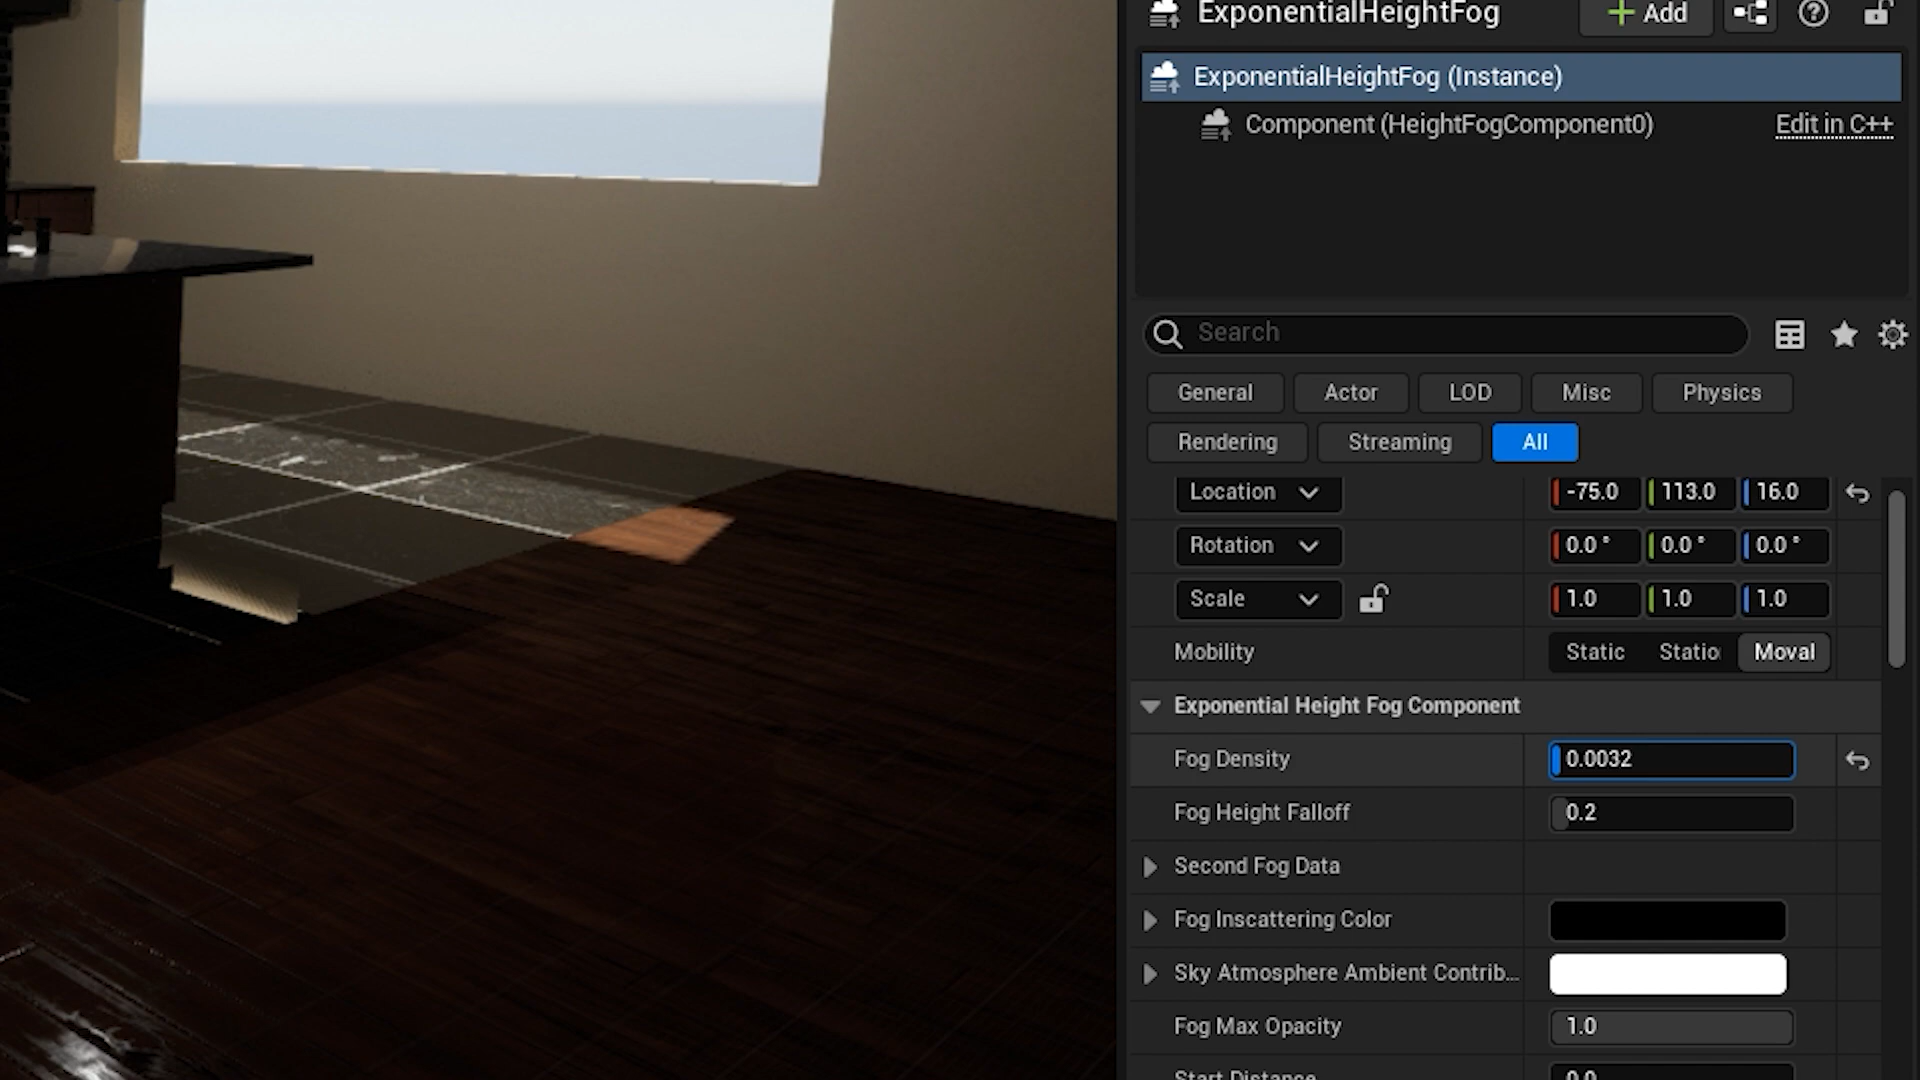 ExponentialHeightFog
Add
ExponentialHeightFog (Instance)
Component (HeightFogComponent0)
Edit in C++
Search
General
Actor
LOD
Misc
Physics
Rendering
Streaming
All
Location
-75.0
113.0
16.0
Rotation
0.0 °
0.0 °
0.0 °
Scale
1.0
1.0
1.0
Mobility
Static
Statio
Moval
Exponential Height Fog Component
Fog Density
0.0032
Fog Height Falloff
0.2
Second Fog Data
Fog Inscattering Color
Sky Atmosphere Ambient Contrib...
Fog Max Opacity
1.0
Start Distance
0.0